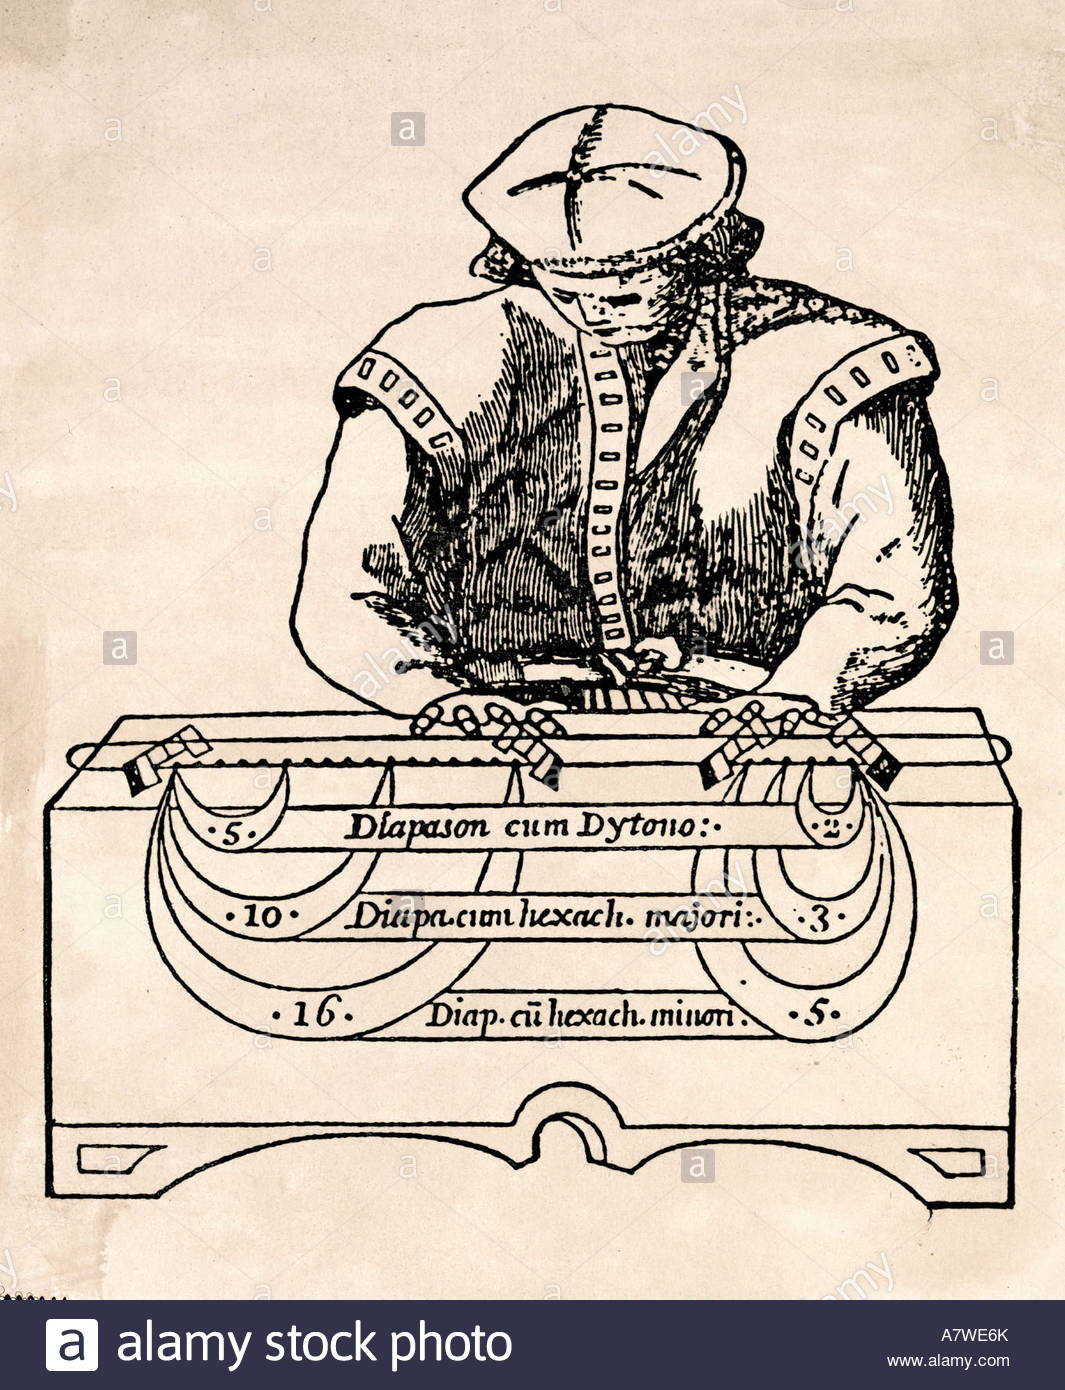 ·5· Diapason cum Dytono:· ·2·
·10· Diapa.cum hexach. majori:· ·3·
·16· Diap.cū hexach.minori: ·5·
a alamy stock photo
A7WE6K
www.alamy.com